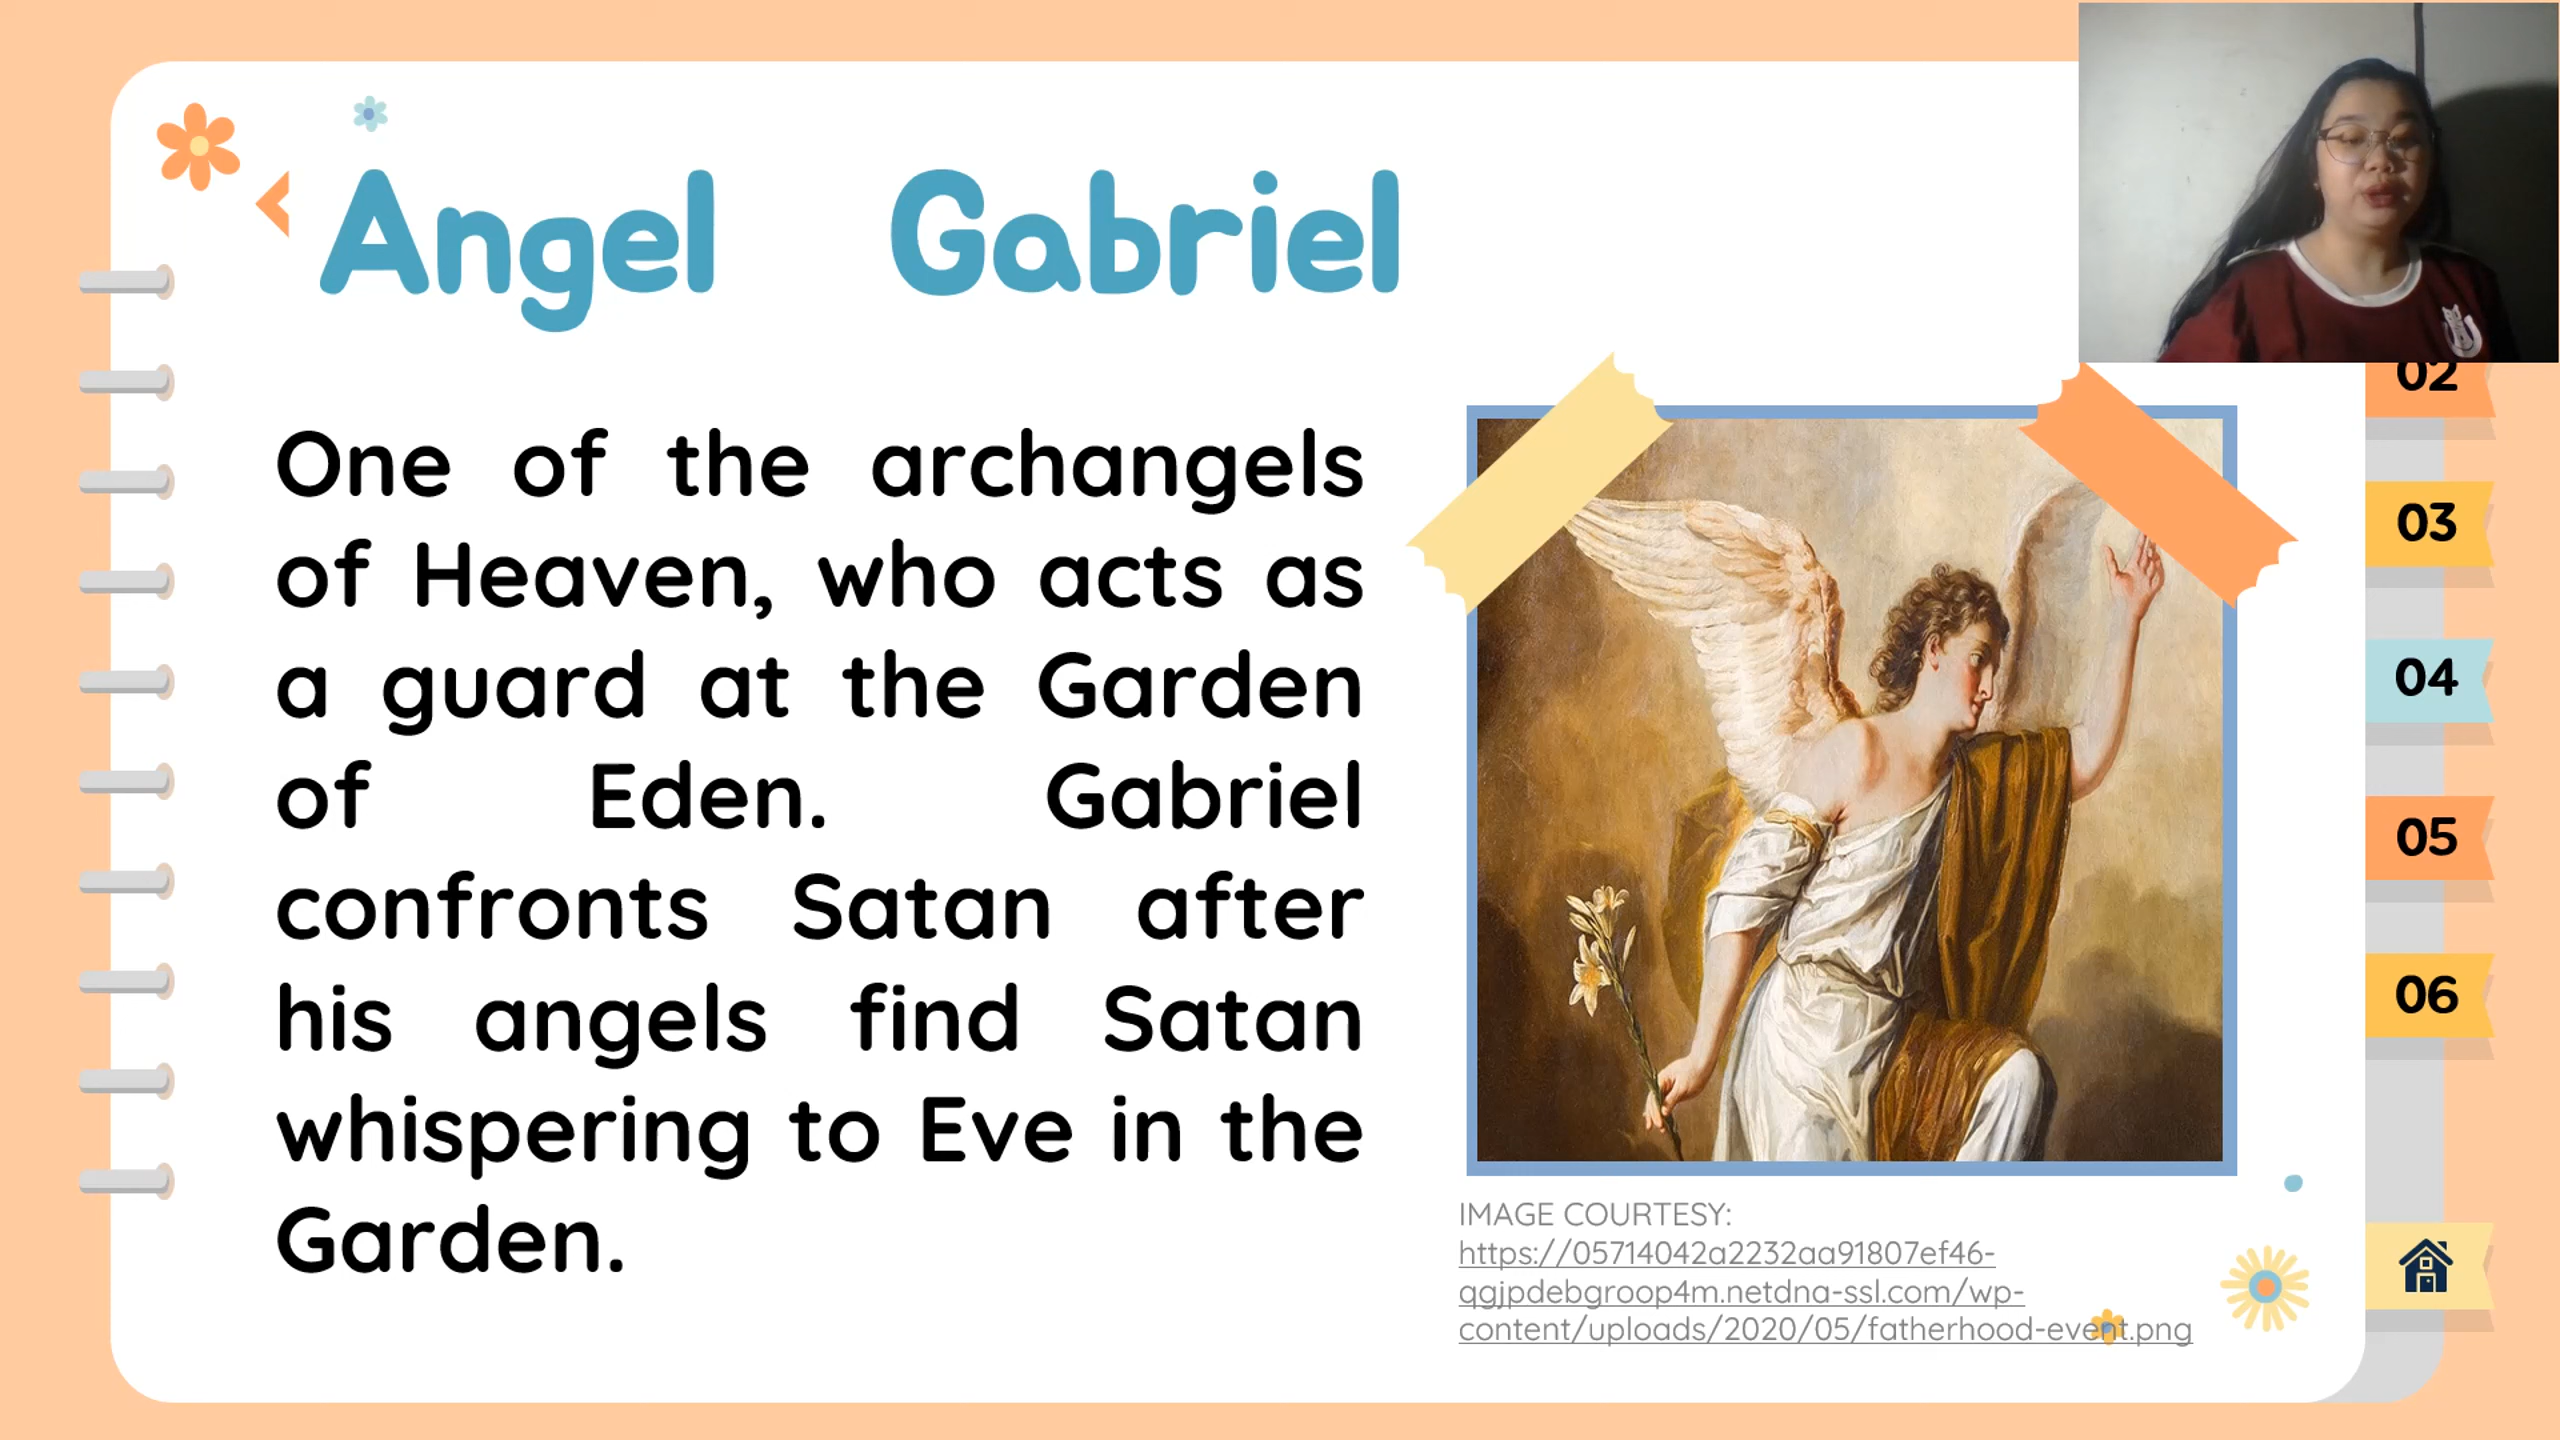 Angel Gabriel
One of the archangels
of Heaven, who acts as
a guard at the Garden
of Eden. Gabriel
confronts Satan after
his angels find Satan
whispering to Eve in the
Garden.
IMAGE COURTESY:
https://05714042a2232aa91807ef46-
qgjpdebgroop4m.netdna-ssl.com/wp-
content/uploads/2020/05/fatherhood-event.png
02
03
04
05
06